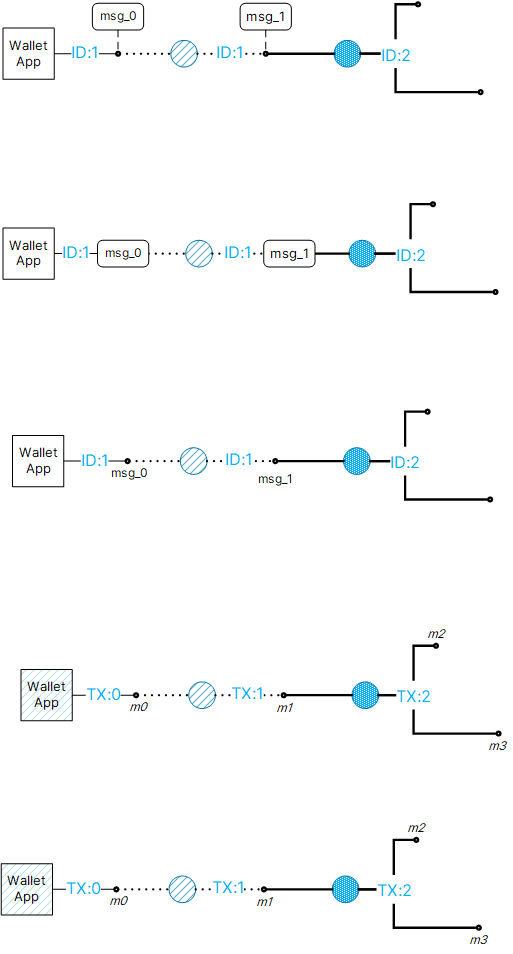 msg_0
msg_1
Wallet
App
ID:1
ID:1
ID:2
Wallet
App
ID:1
msg_0
ID:1
msg_1
ID:2
Wallet
App
ID:1
msg_0
ID:1
msg_1
ID:2
m2
Wallet
App
TX:0
m0
TX:1
m1
TX:2
m3
m2
Wallet
App
TX:0
m0
TX:1
m1
TX:2
m3